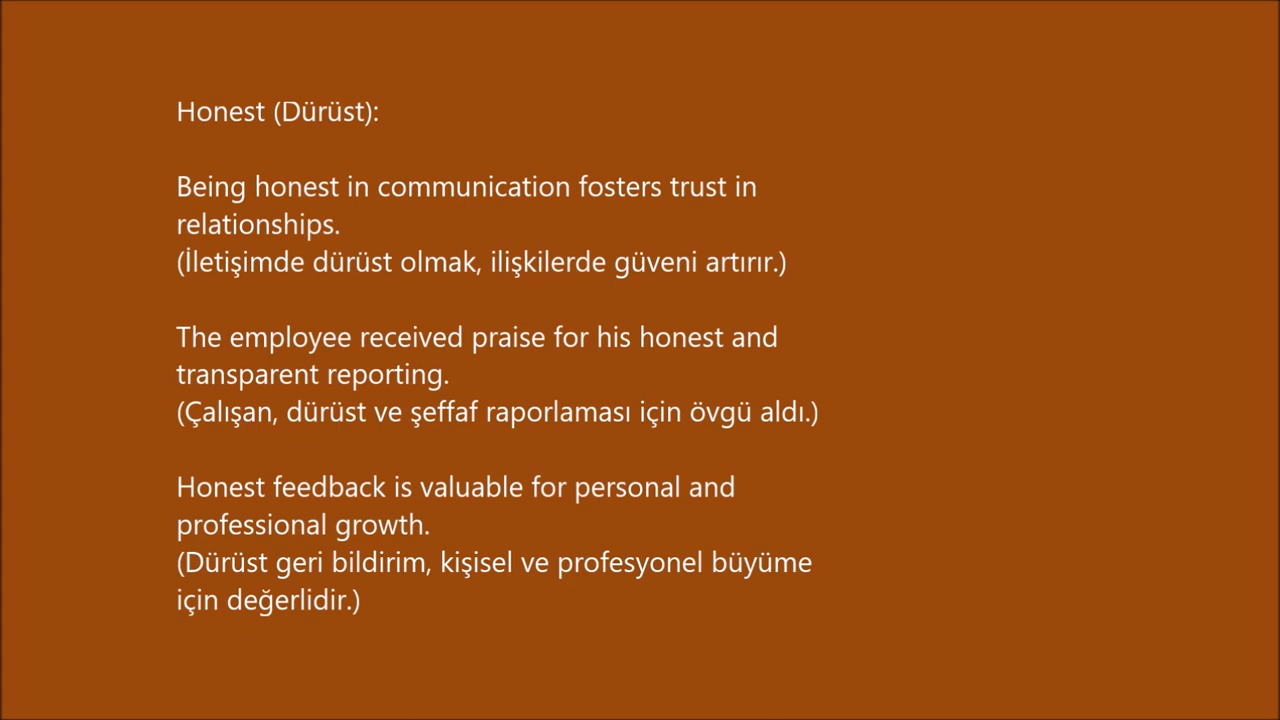 Honest (Dürüst):
Being honest in communication fosters trust in
relationships.
(İletişimde dürüst olmak, ilişkilerde güveni artırır.)
The employee received praise for his honest and
transparent reporting.
(Çalışan, dürüst ve şeffaf raporlaması için övgü aldı.)
Honest feedback is valuable for personal and
professional growth.
(Dürüst geri bildirim, kişisel ve profesyonel büyüme
için değerlidir.)